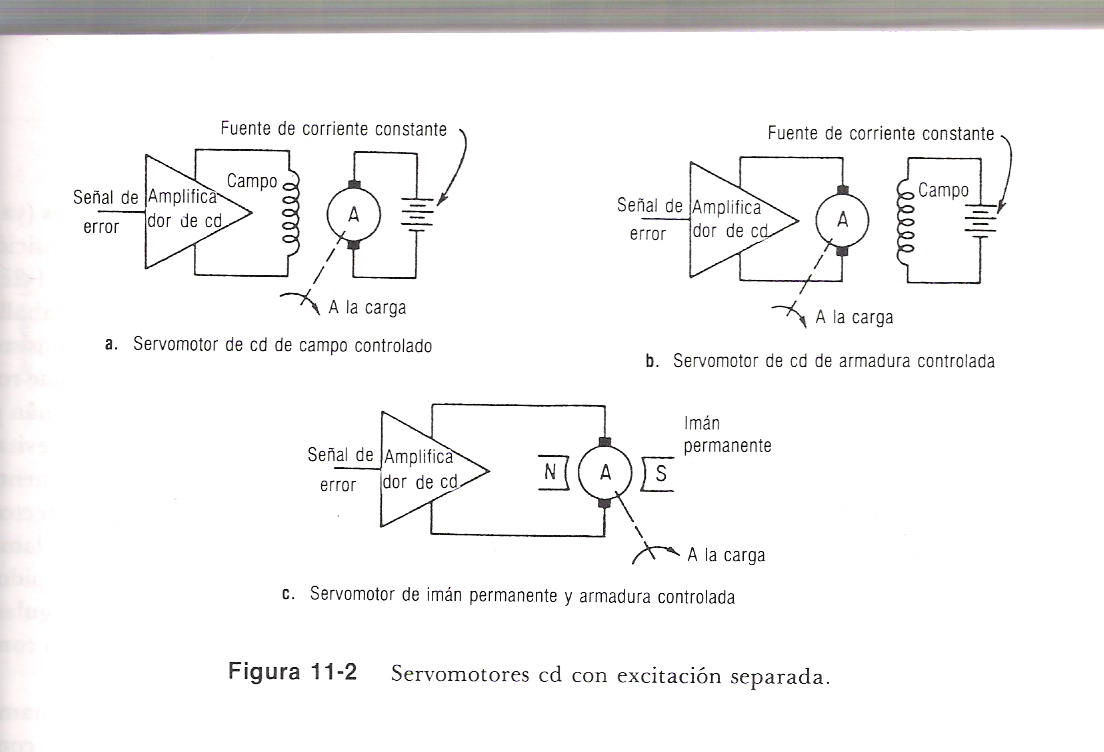 Fuente de corriente constante
Señal de
error
Amplifica
dor de cd
Campo
A
A la carga
a. Servomotor de cd de campo controlado
Fuente de corriente constante
Señal de
error
Amplifica
dor de cd
A
Campo
A la carga
b. Servomotor de cd de armadura controlada
Señal de
error
Amplifica
dor de cd
N
A
S
Imán
permanente
A la carga
c. Servomotor de imán permanente y armadura controlada
Figura 11-2 Servomotores cd con excitación separada.